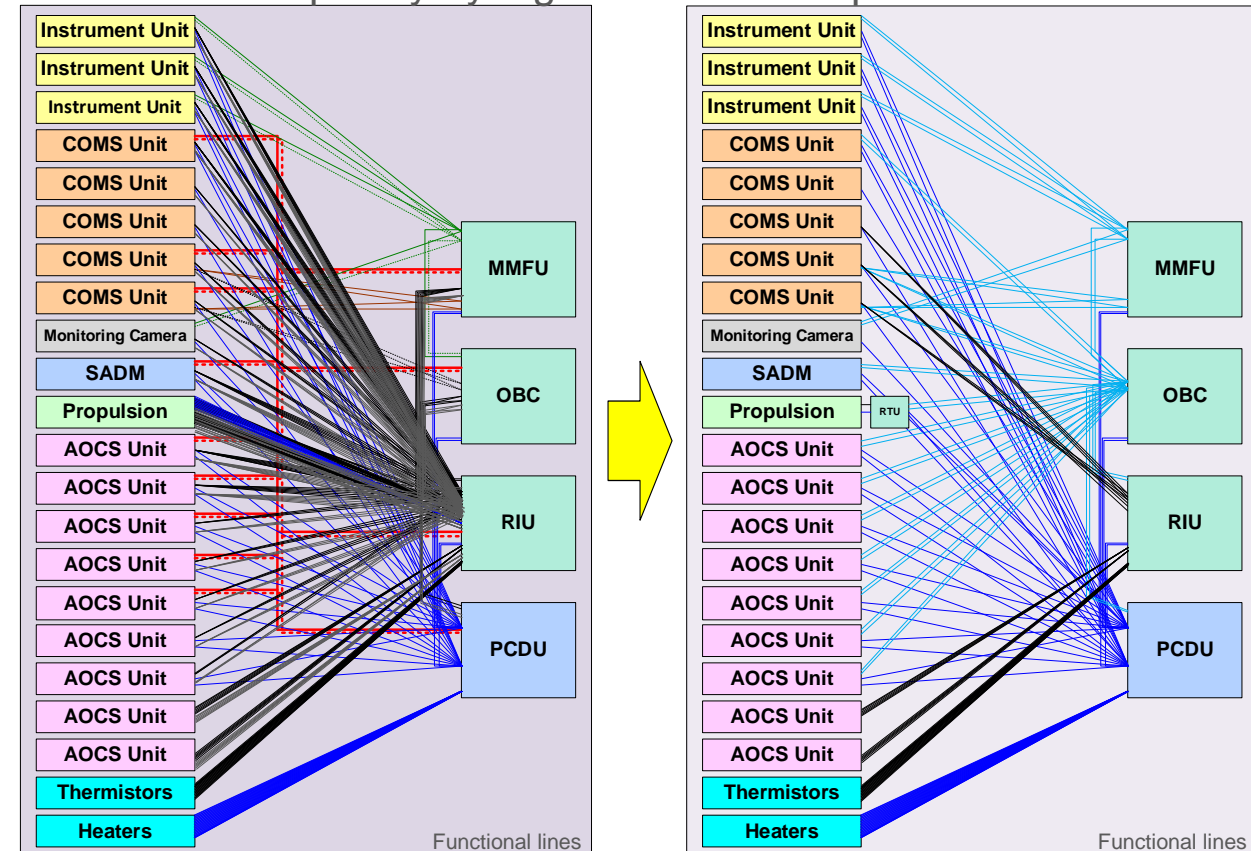 Instrument Unit
Instrument Unit
Instrument Unit
COMS Unit
COMS Unit
COMS Unit
COMS Unit
COMS Unit
Monitoring Camera
SADM
Propulsion
AOCS Unit
AOCS Unit
AOCS Unit
AOCS Unit
AOCS Unit
AOCS Unit
AOCS Unit
AOCS Unit
AOCS Unit
Thermistors
Heaters
MMFU
OBC
RIU
PCDU
Functional lines
Instrument Unit
Instrument Unit
Instrument Unit
COMS Unit
COMS Unit
COMS Unit
COMS Unit
COMS Unit
Monitoring Camera
SADM
Propulsion
RTU
AOCS Unit
AOCS Unit
AOCS Unit
AOCS Unit
AOCS Unit
AOCS Unit
AOCS Unit
AOCS Unit
AOCS Unit
Thermistors
Heaters
MMFU
OBC
RIU
PCDU
Functional lines